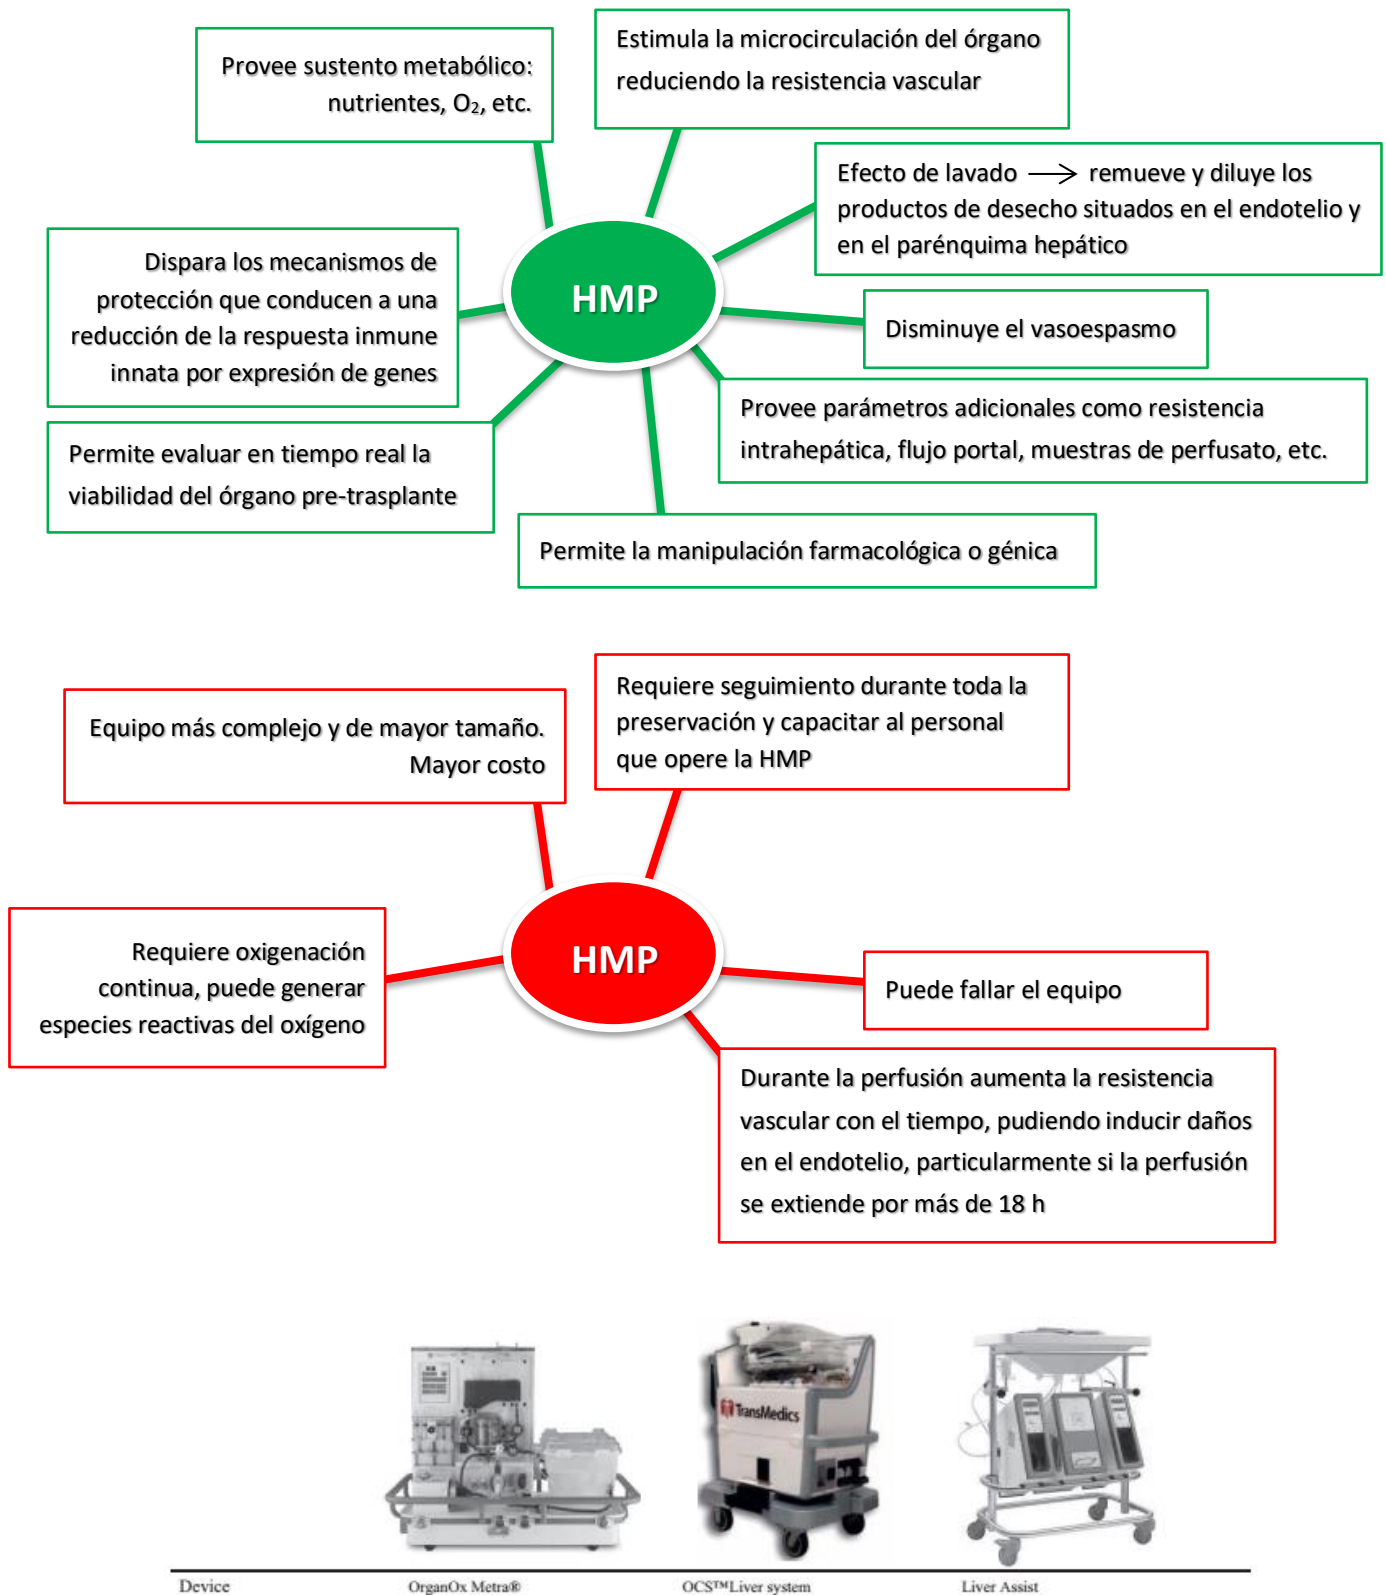 Provee sustento metabólico:
nutrientes, O₂, etc.
Estimula la microcirculación del órgano
reduciendo la resistencia vascular
Efecto de lavado → remueve y diluye los
productos de desecho situados en el endotelio y
en el parénquima hepático
Dispara los mecanismos de
protección que conducen a una
reducción de la respuesta inmune
innata por expresión de genes
HMP
Disminuye el vasoespasmo
Provee parámetros adicionales como resistencia
intrahepática, flujo portal, muestras de perfusato, etc.
Permite evaluar en tiempo real la
viabilidad del órgano pre-trasplante
Permite la manipulación farmacológica o génica
Equipo más complejo y de mayor tamaño.
Mayor costo
Requiere seguimiento durante toda la
preservación y capacitar al personal
que opere la HMP
Requiere oxigenación
continua, puede generar
especies reactivas del oxígeno
HMP
Puede fallar el equipo
Durante la perfusión aumenta la resistencia
vascular con el tiempo, pudiendo inducir daños
en el endotelio, particularmente si la perfusión
se extiende por más de 18 h
TransMedics
Device OrganOx Metra® OCS™Liver system Liver Assist